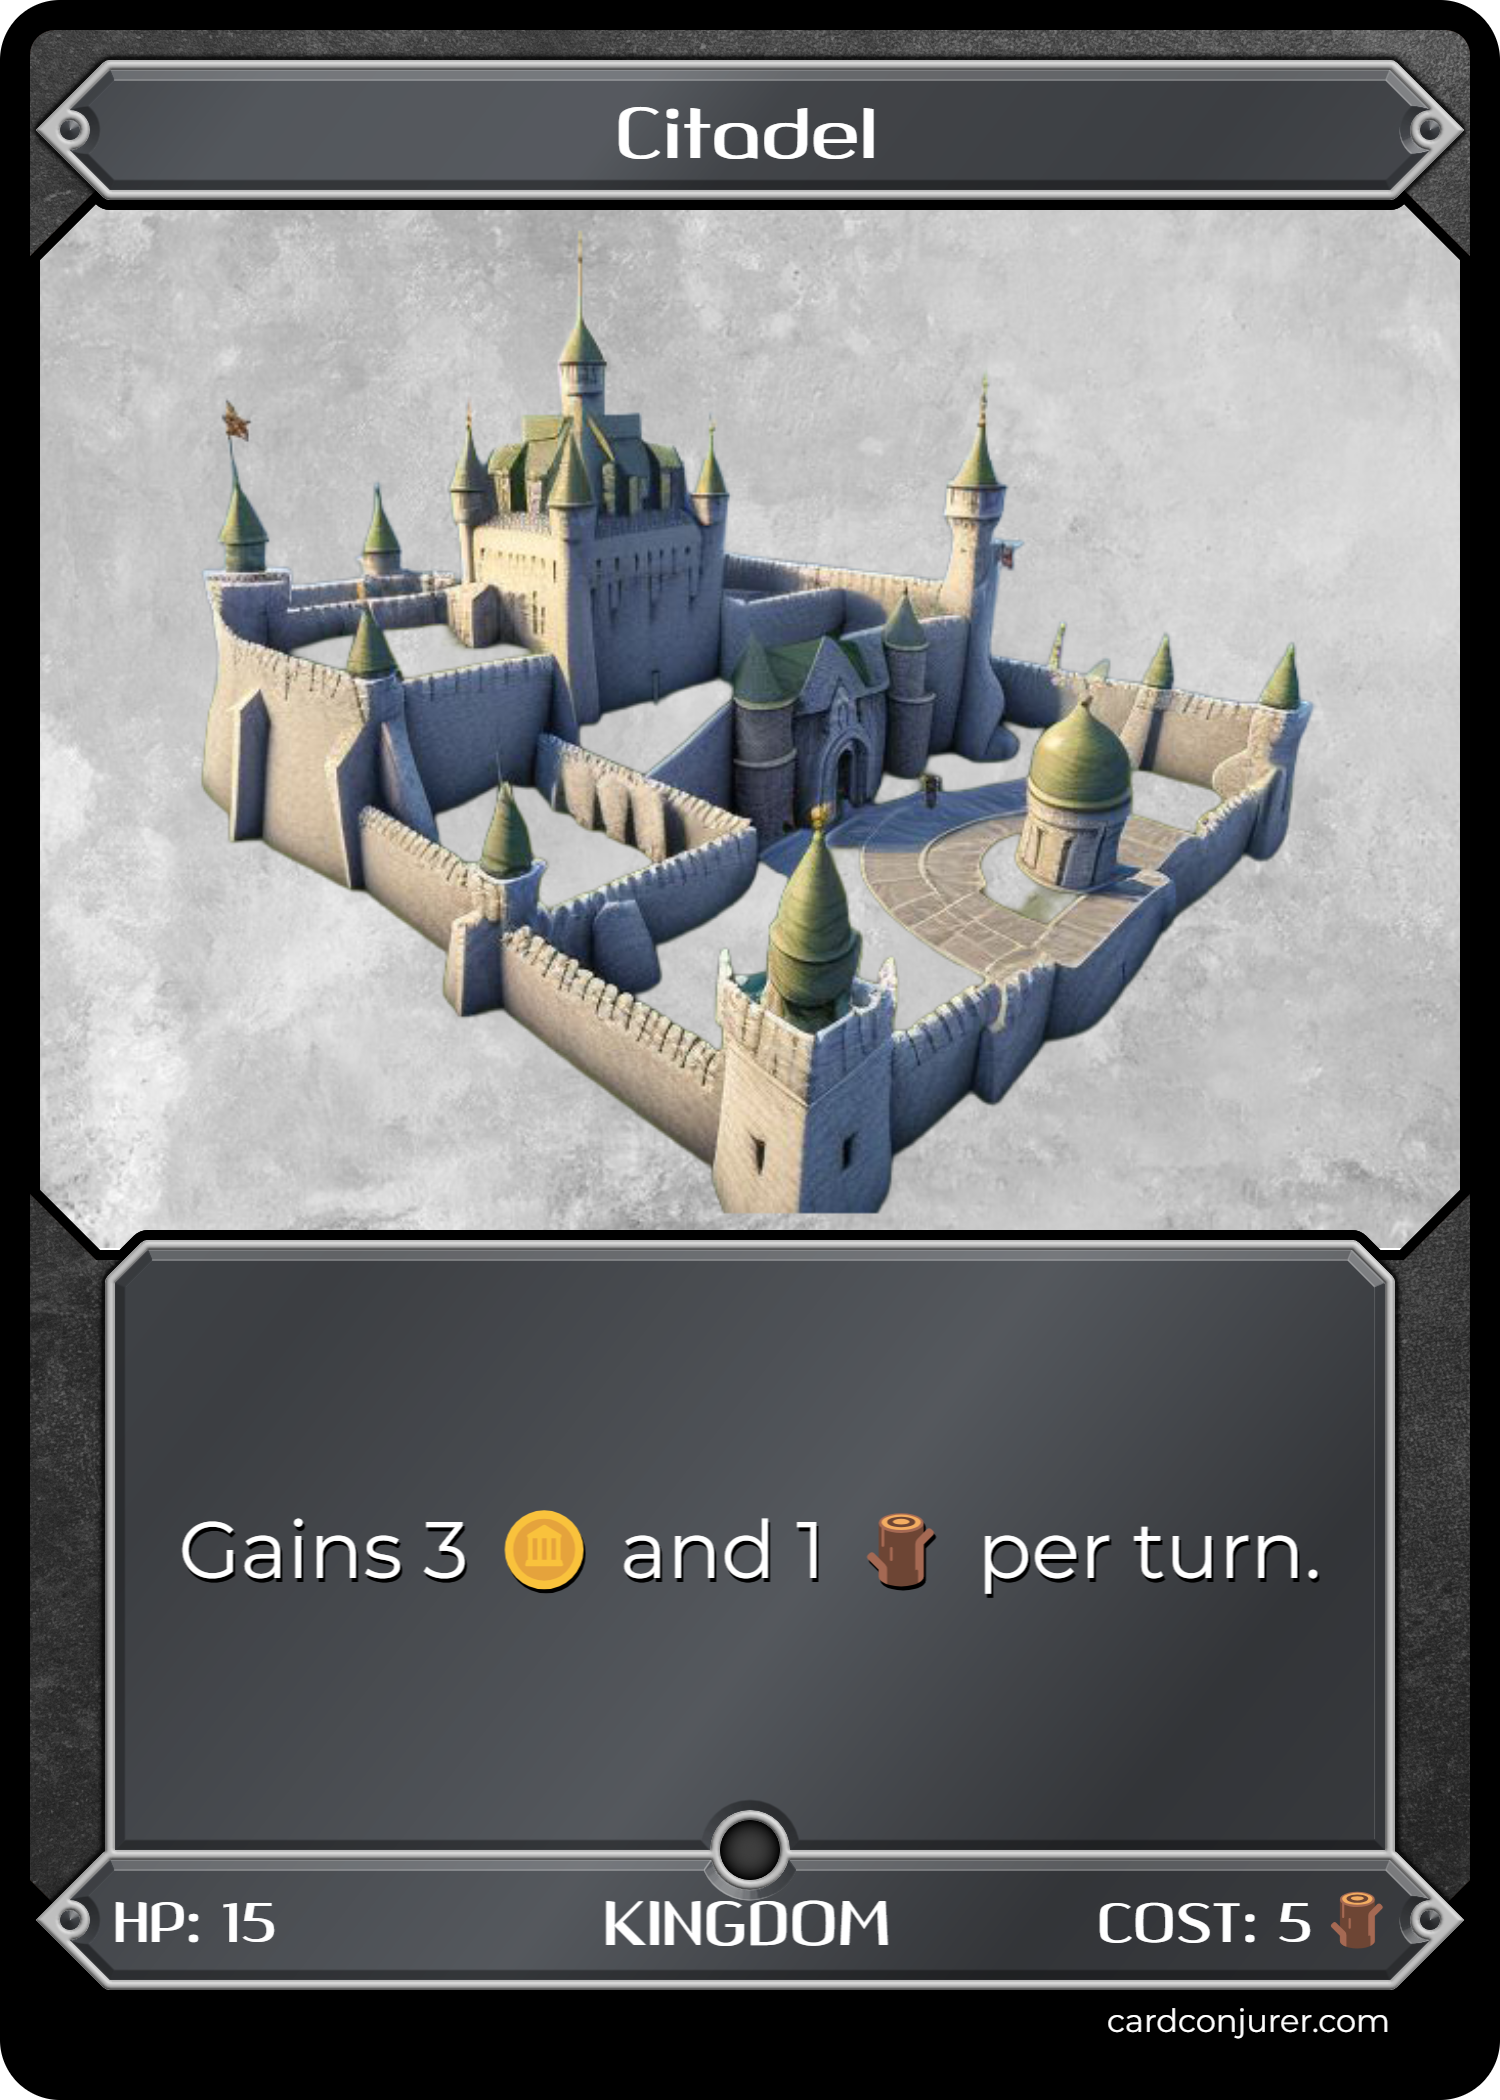 Citadel
Gains 3 🪙 and 1 🪵 per turn.
HP: 15 KINGDOM COST: 5 🪵
cardconjurer.com